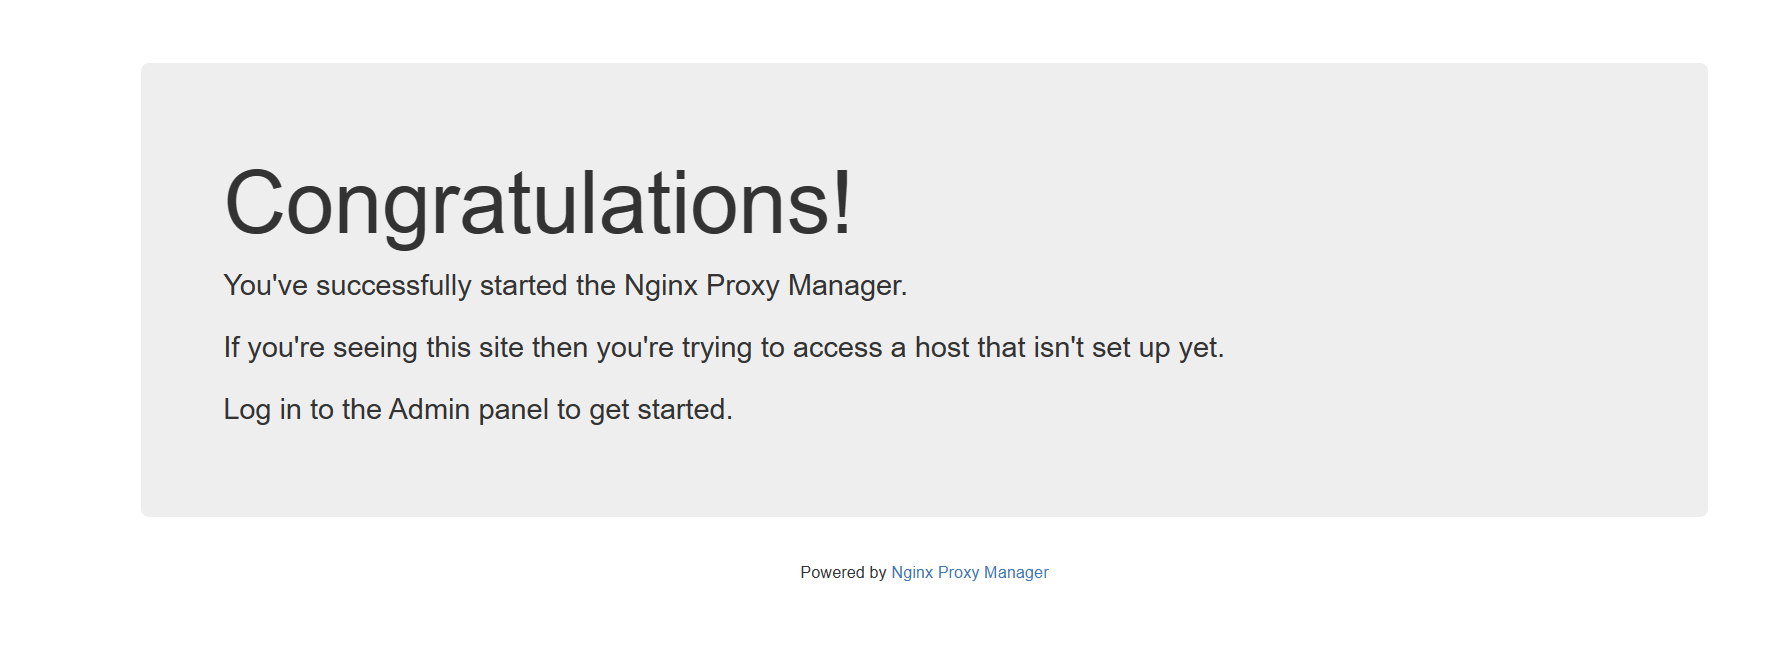 Congratulations!
You've successfully started the Nginx Proxy Manager.
If you're seeing this site then you're trying to access a host that isn't set up yet.
Log in to the Admin panel to get started.
Powered by Nginx Proxy Manager